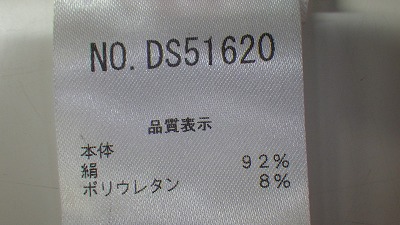 NO. DS51620
品質表示
本体
絹 92%
ポリウレタン 8%